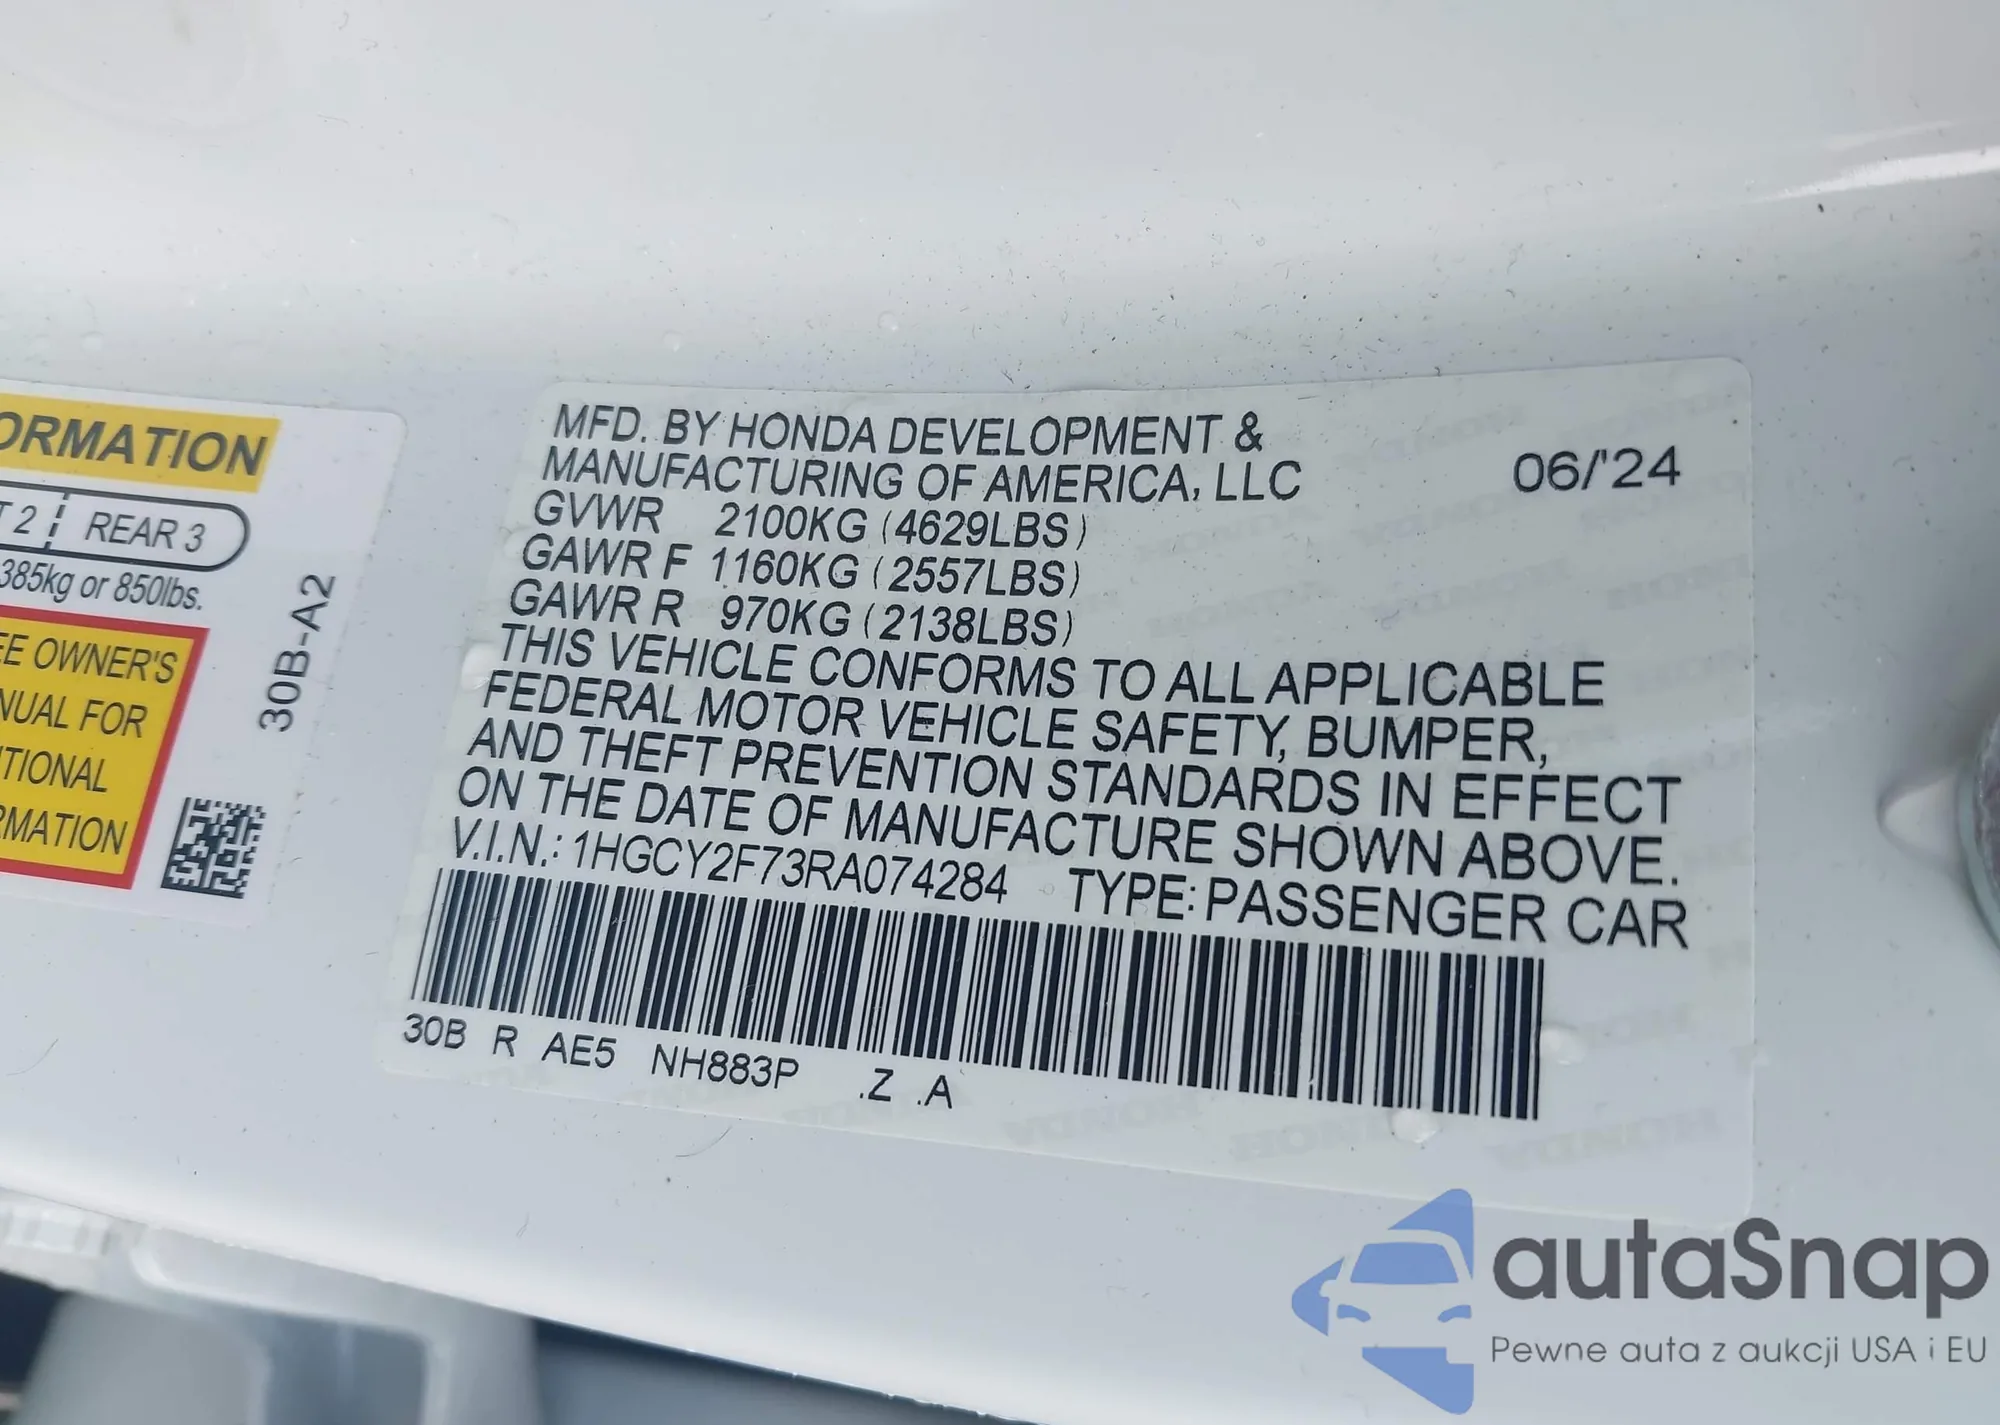 ORMATION
T 2 REAR 3
385kg or 850lbs.
EE OWNER'S
NUAL FOR
ITIONAL
RMATION
30B-A2
MFD. BY HONDA DEVELOPMENT &
MANUFACTURING OF AMERICA, LLC
06/'24
GVWR 2100KG (4629LBS)
GAWR F 1160KG (2557LBS)
GAWR R 970KG (2138LBS)
THIS VEHICLE CONFORMS TO ALL APPLICABLE
FEDERAL MOTOR VEHICLE SAFETY, BUMPER,
AND THEFT PREVENTION STANDARDS IN EFFECT
ON THE DATE OF MANUFACTURE SHOWN ABOVE.
V.I.N.: 1HGCY2F73RA074284 TYPE: PASSENGER CAR
30B R AE5 NH883P .Z .A
autaSnap
Pewne auta z aukcji USA i EU